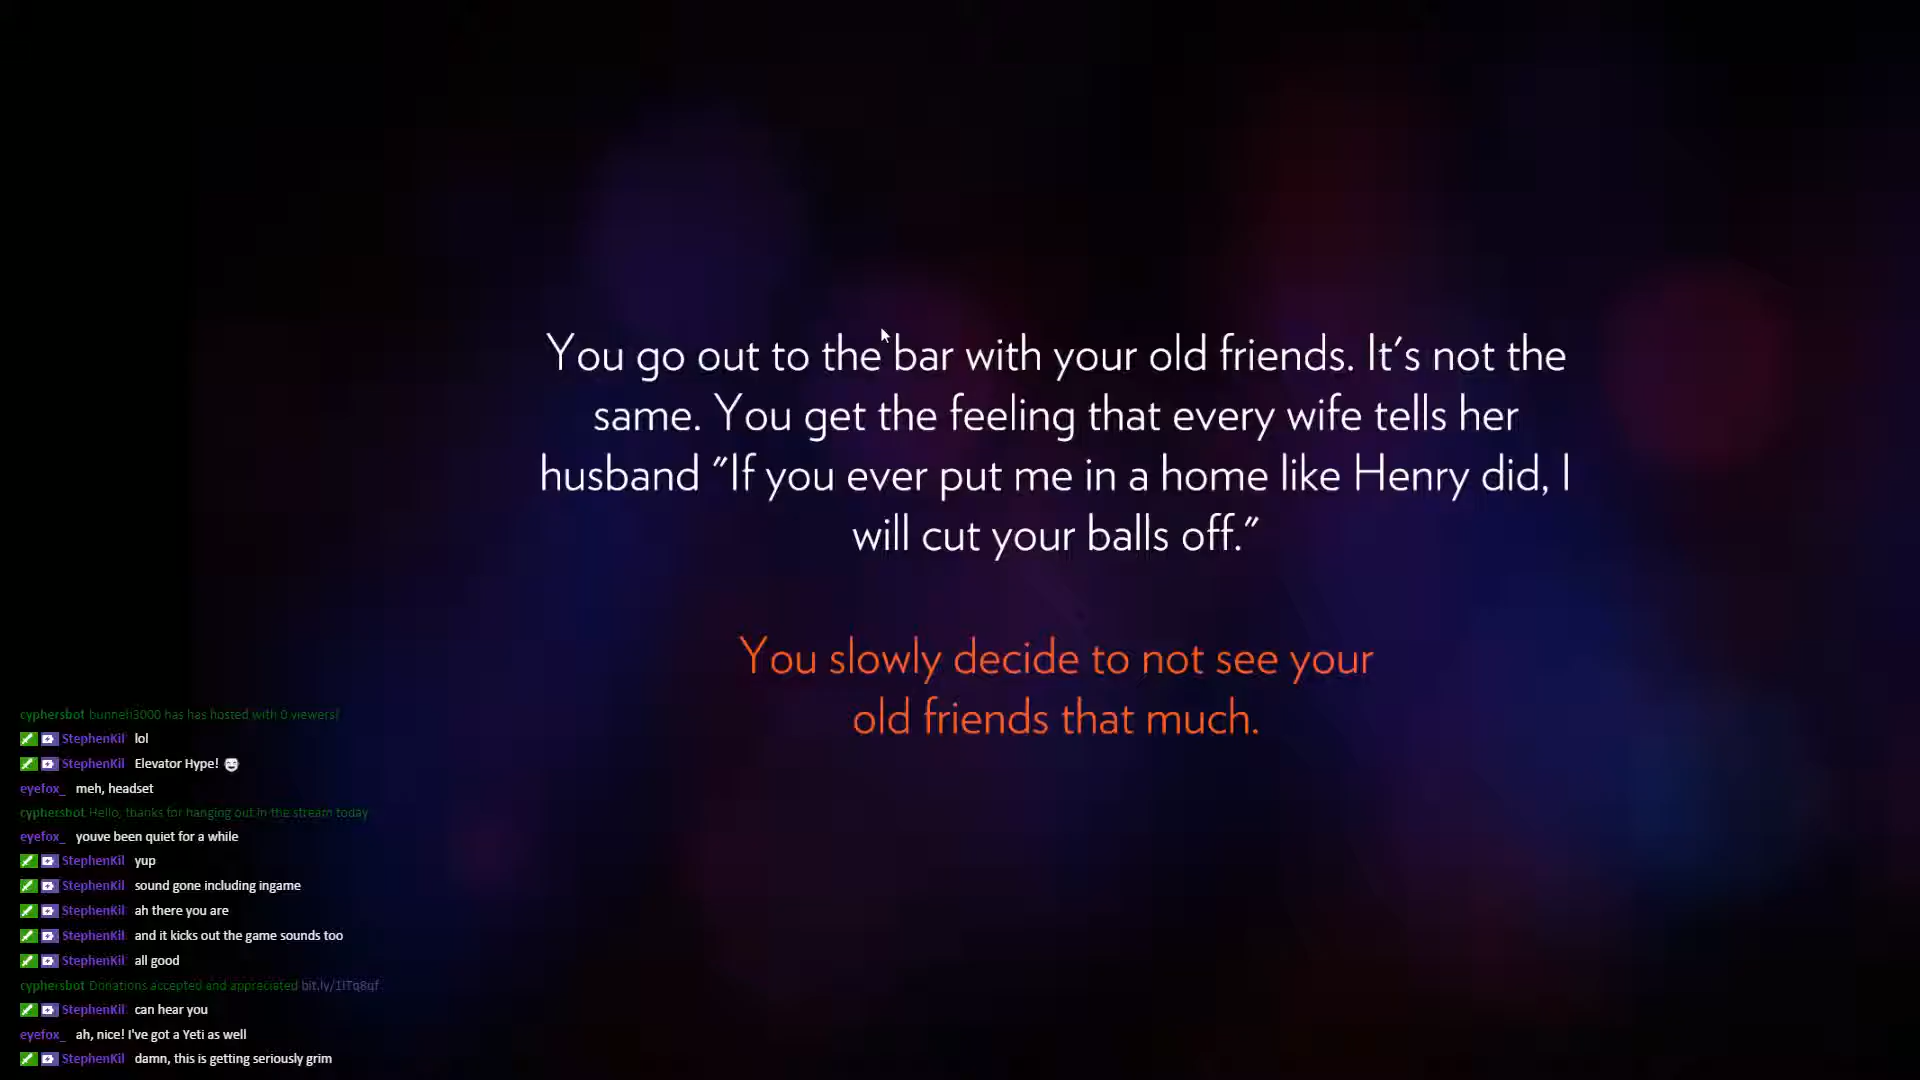 You go out to the bar with your old friends. It's not the
same. You get the feeling that every wife tells her
husband "If you ever put me in a home like Henry did, I
will cut your balls off."
You slowly decide to not see your
old friends that much.
cyphersbot bunneh3000 has has hosted with 0 viewers!
StephenKil lol
StephenKil Elevator Hype!
eyefox_ meh, headset
cyphersbot Hello, thanks for hanging out in the stream today
eyefox_ youve been quiet for a while
StephenKil yup
StephenKil sound gone including ingame
StephenKil ah there you are
StephenKil and it kicks out the game sounds too
StephenKil all good
cyphersbot Donations accepted and appreciated
StephenKil can hear you
eyefox_ ah, nice! I've got a Yeti as well
StephenKil damn, this is getting seriously grim